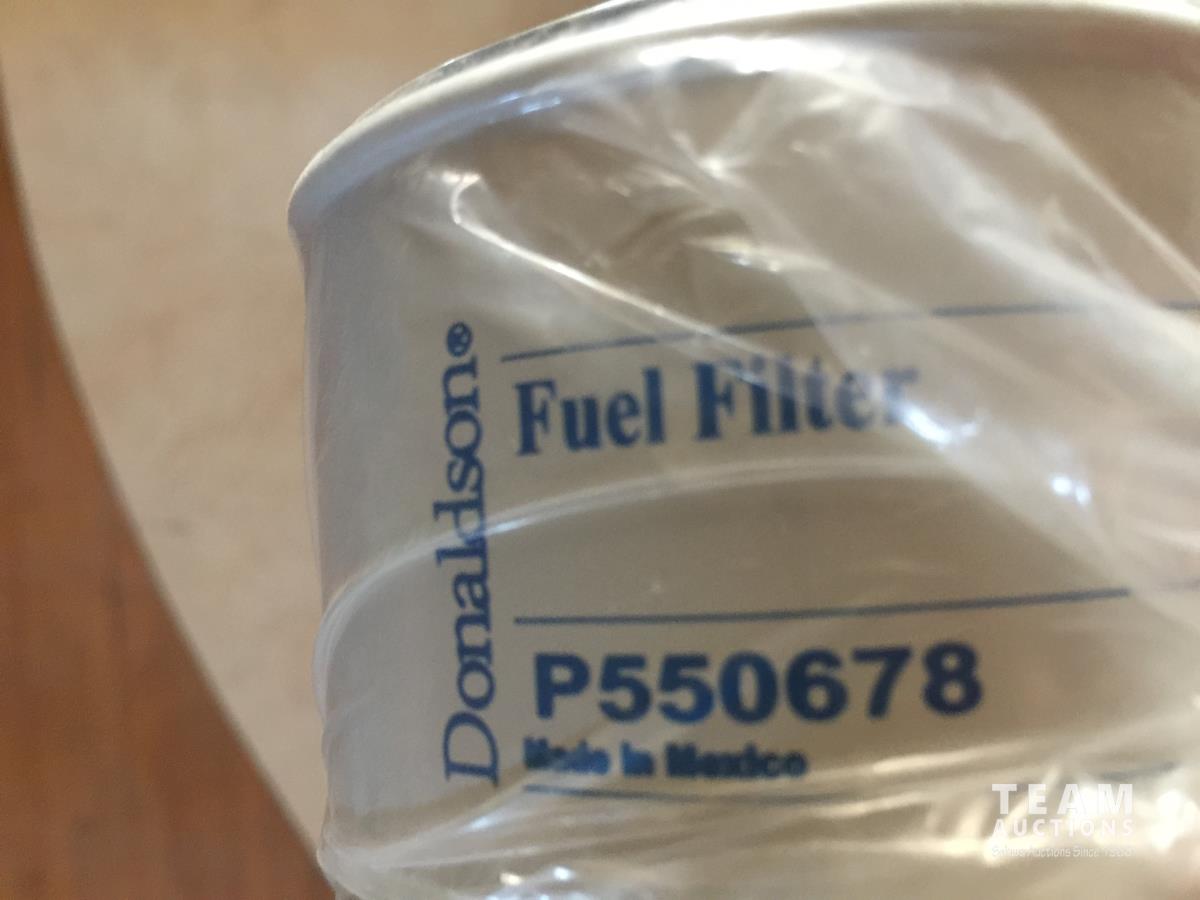 Donaldson®
Fuel Filter
P550678
Made in Mexico
TEAM
AUCTIONS